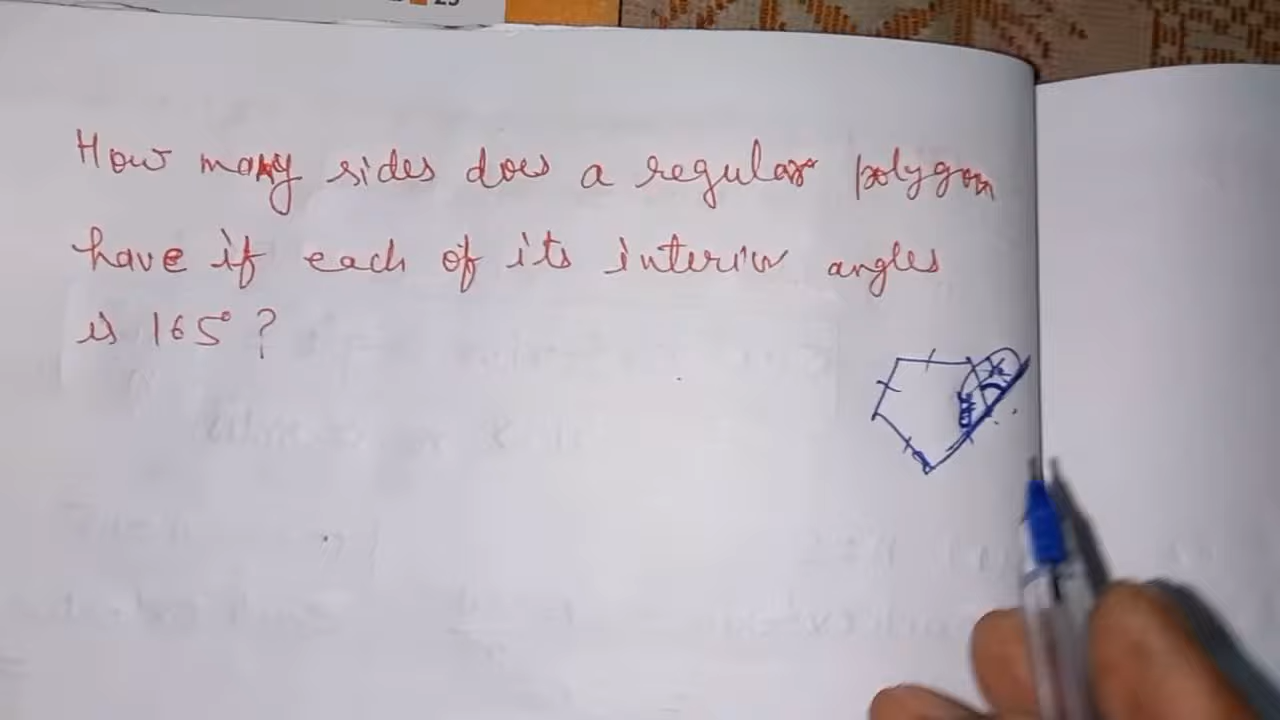 How many sides does a regular polygon
have if each of its interior angles
is 165° ?